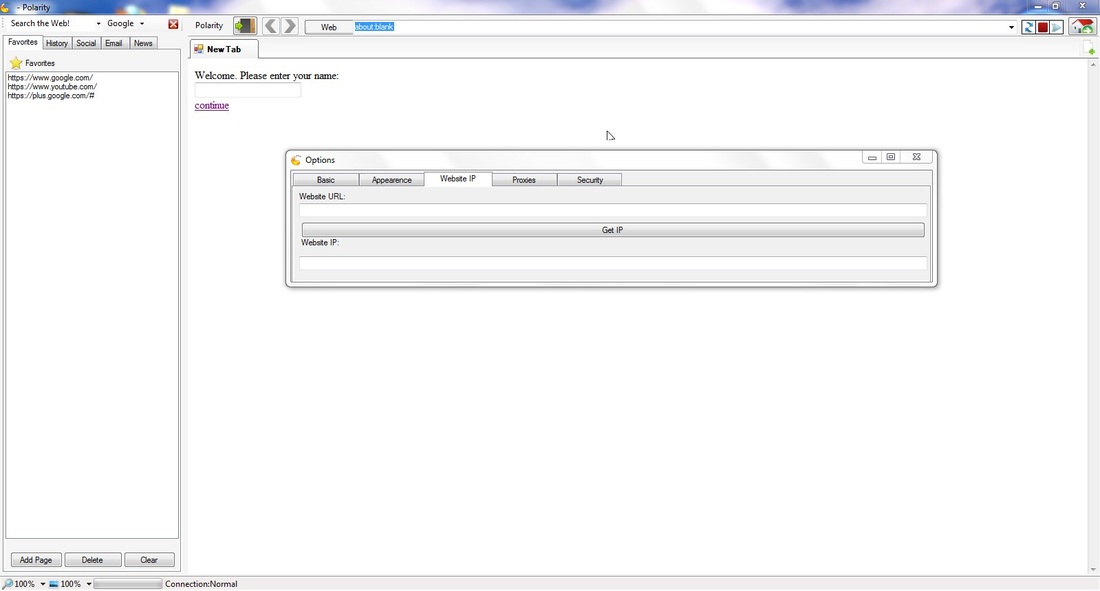 - Polarity
Search the Web! Google
Polarity Web about:blank
Favorites History Social Email News
New Tab
Favorites
https://www.google.com/
https://www.youtube.com/
https://plus.google.com/#
Welcome. Please enter your name:
continue
Options
Basic Appearence Website IP Proxies Security
Website URL:
Get IP
Website IP:
Add Page Delete Clear
100% 100% Connection:Normal